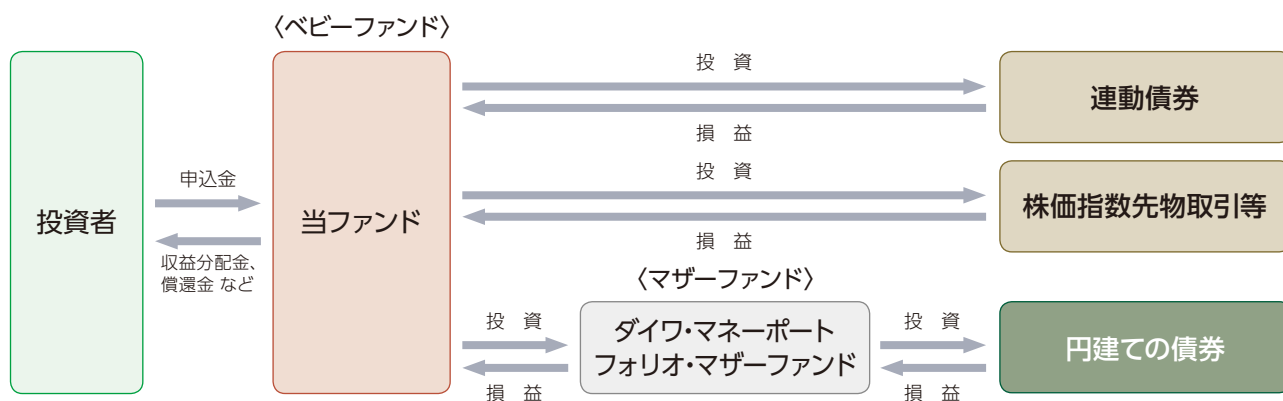 〈ベビーファンド〉
投資者
申込金
収益分配金、
償還金 など
当ファンド
投 資
損 益
連動債券
投 資
損 益
株価指数先物取引等
〈マザーファンド〉
投 資
損 益
ダイワ・マネーポート
フォリオ・マザーファンド
投 資
損 益
円建ての債券